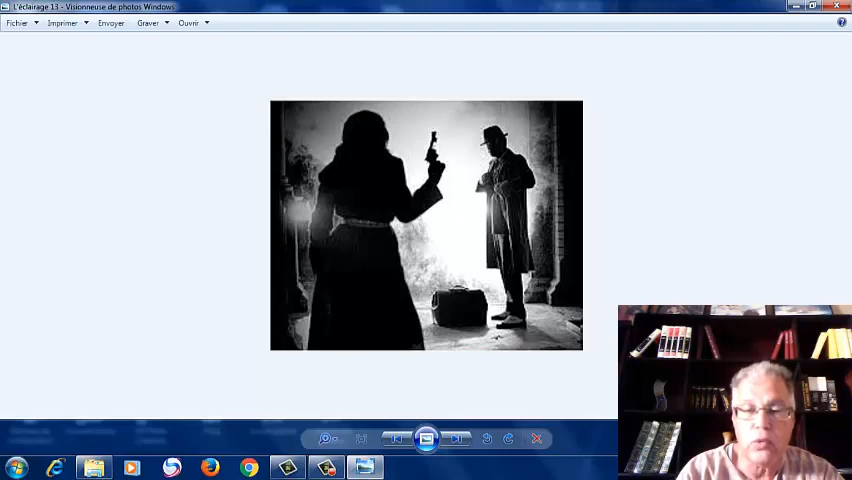 L'éclairage 13 - Visionneuse de photos Windows
Fichier Imprimer Envoyer Graver Ouvrir